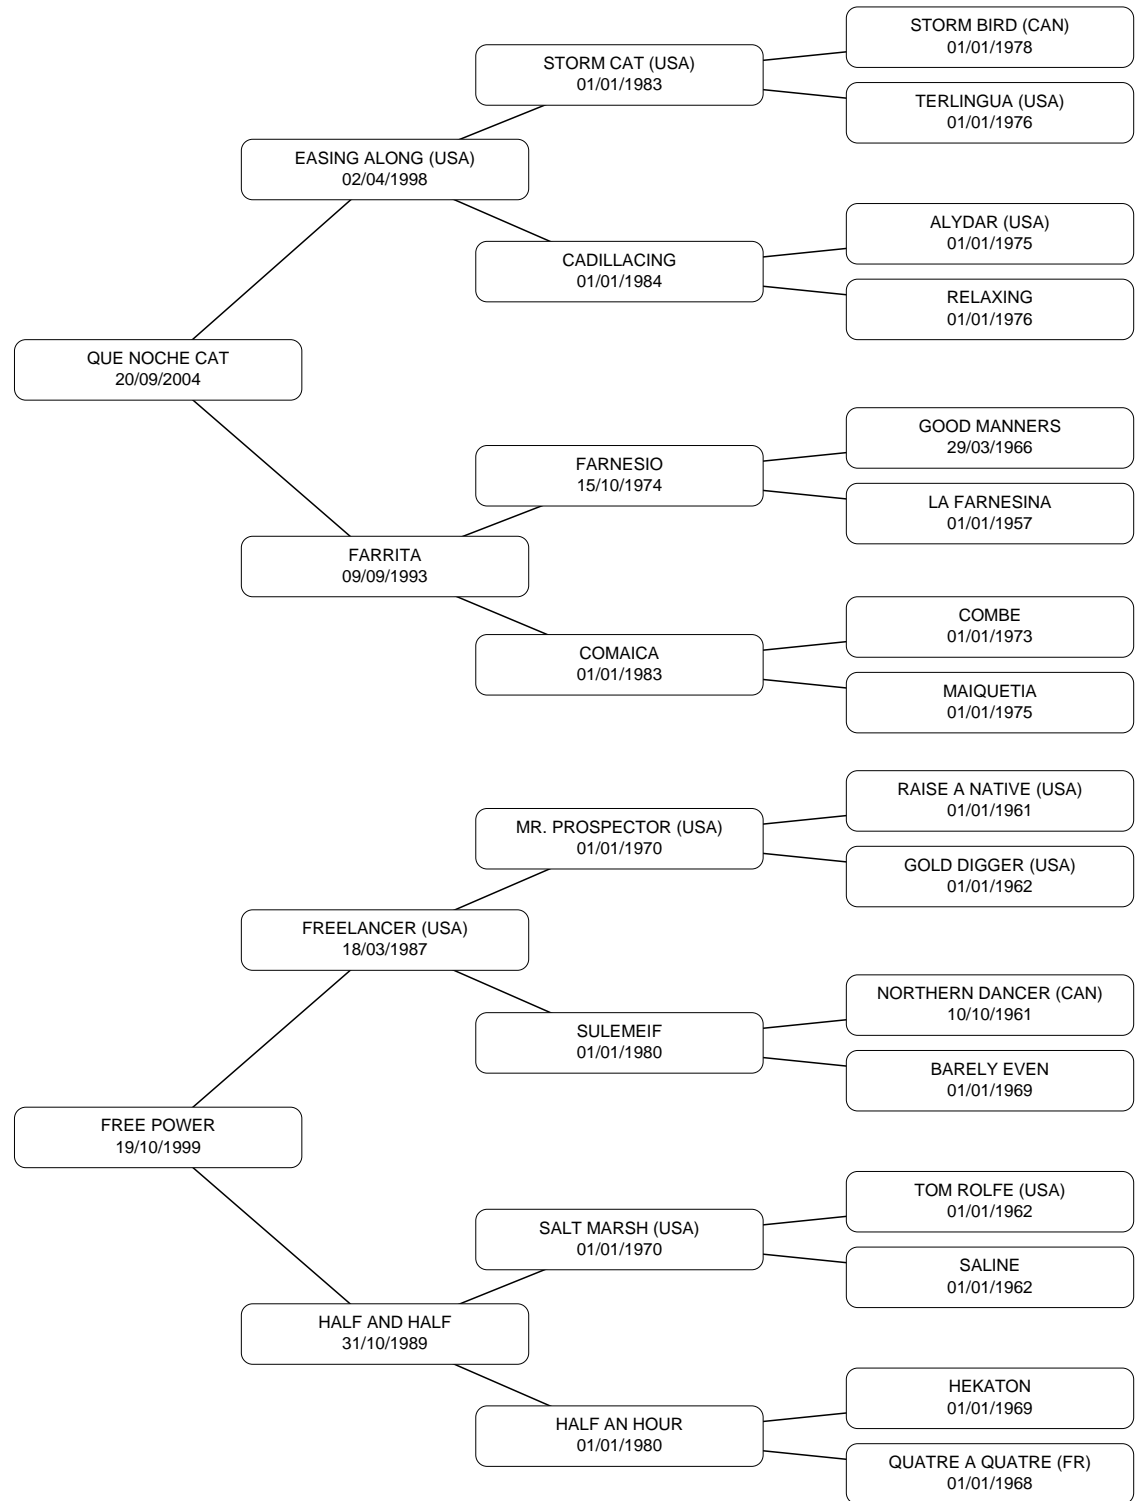 STORM BIRD (CAN)
01/01/1978
STORM CAT (USA)
01/01/1983
TERLINGUA (USA)
01/01/1976
EASING ALONG (USA)
02/04/1998
ALYDAR (USA)
01/01/1975
CADILLACING
01/01/1984
RELAXING
01/01/1976
QUE NOCHE CAT
20/09/2004
GOOD MANNERS
29/03/1966
FARNESIO
15/10/1974
LA FARNESINA
01/01/1957
FARRITA
09/09/1993
COMBE
01/01/1973
COMAICA
01/01/1983
MAIQUETIA
01/01/1975
RAISE A NATIVE (USA)
01/01/1961
MR. PROSPECTOR (USA)
01/01/1970
GOLD DIGGER (USA)
01/01/1962
FREELANCER (USA)
18/03/1987
NORTHERN DANCER (CAN)
10/10/1961
SULEMEIF
01/01/1980
BARELY EVEN
01/01/1969
FREE POWER
19/10/1999
TOM ROLFE (USA)
01/01/1962
SALT MARSH (USA)
01/01/1970
SALINE
01/01/1962
HALF AND HALF
31/10/1989
HEKATON
01/01/1969
HALF AN HOUR
01/01/1980
QUATRE A QUATRE (FR)
01/01/1968